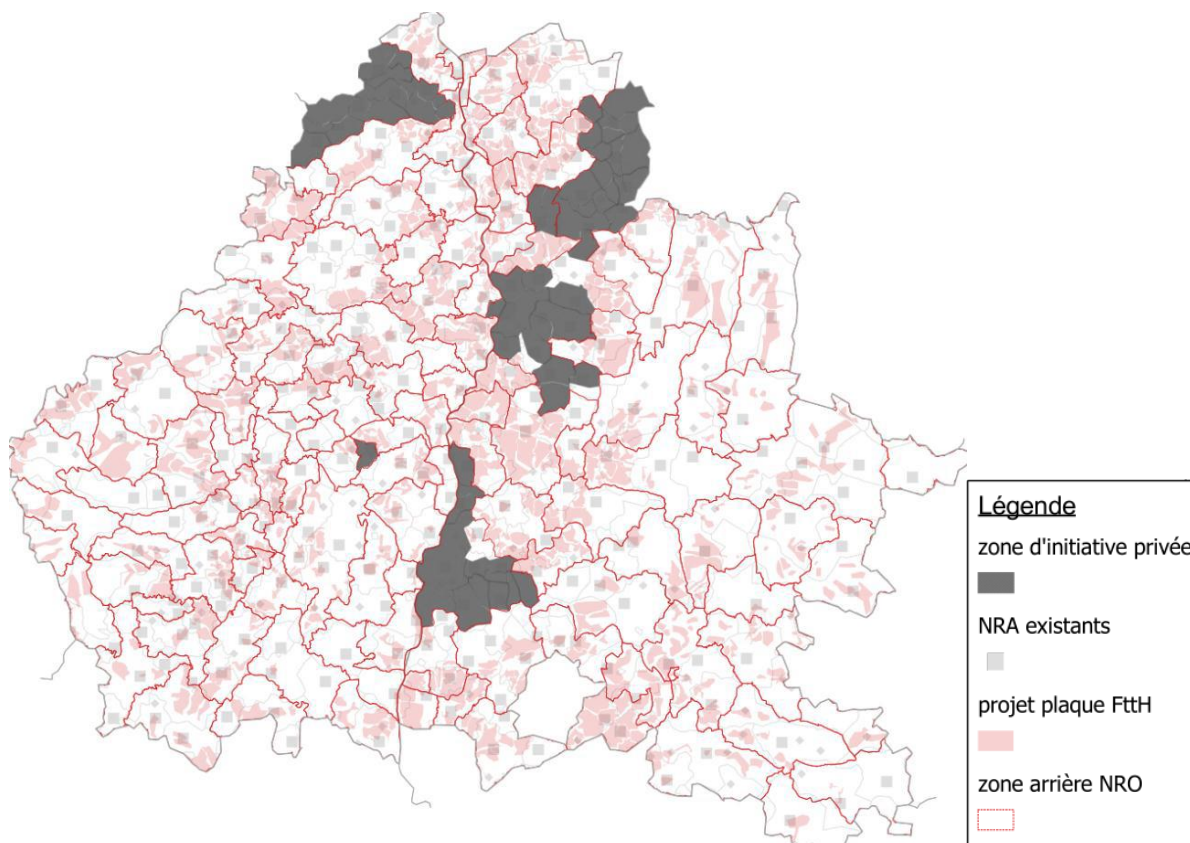 Légende
zone d'initiative privée
NRA existants
projet plaque FttH
zone arrière NRO